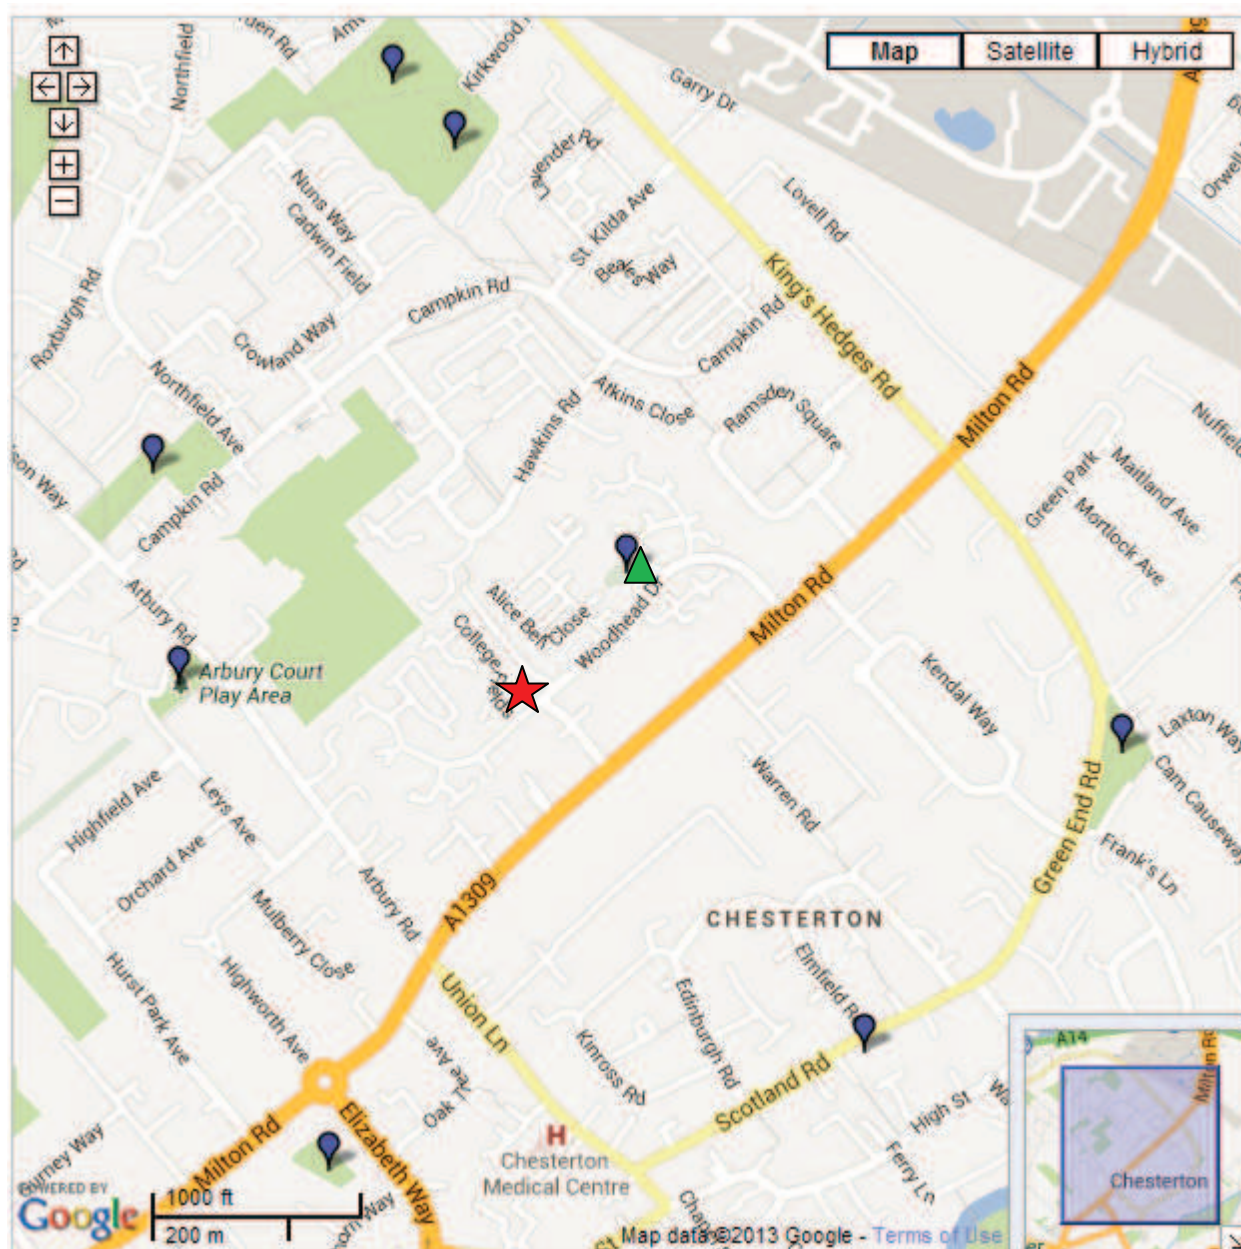 Map
Satellite
Hybrid
Northfield
Kirkwood
Garry Dr
Lavender Rd
Nuns Way
Cadwin Field
St. Kilda Ave
Lovell Rd
Beales Way
King's Hedges Rd
Roxburgh Rd
Campkin Rd
Crowland Way
Campkin Rd
Northfield Ave
Atkins Close
Hawkins Rd
Ramsden Square
Milton Rd
Green Park
Maitland Ave
Mortlock Ave
Campkin Rd
Arbury Rd
Alice Bell Close
Woodhead Dr
Milton Rd
Arbury Court
Play Area
Kendal Way
Laxton Way
Cam Causeway
Highfield Ave
Leys Ave
Warren Rd
Green End Rd
Frank's Ln
Orchard Ave
Arbury Rd
A1309
Mulberry Close
CHESTERTON
Elmfield Rd
Hurst Park Ave
Highworth Ave
Union Ln
Edinburgh Rd
Kinross Rd
Scotland Rd
High St
Ferry Ln
Milton Rd
Elizabeth Way
H
Chesterton
Medical Centre
A14
Milton Rd
Chesterton
POWERED BY
Google
1000 ft
200 m
Map data ©2013 Google - Terms of Use